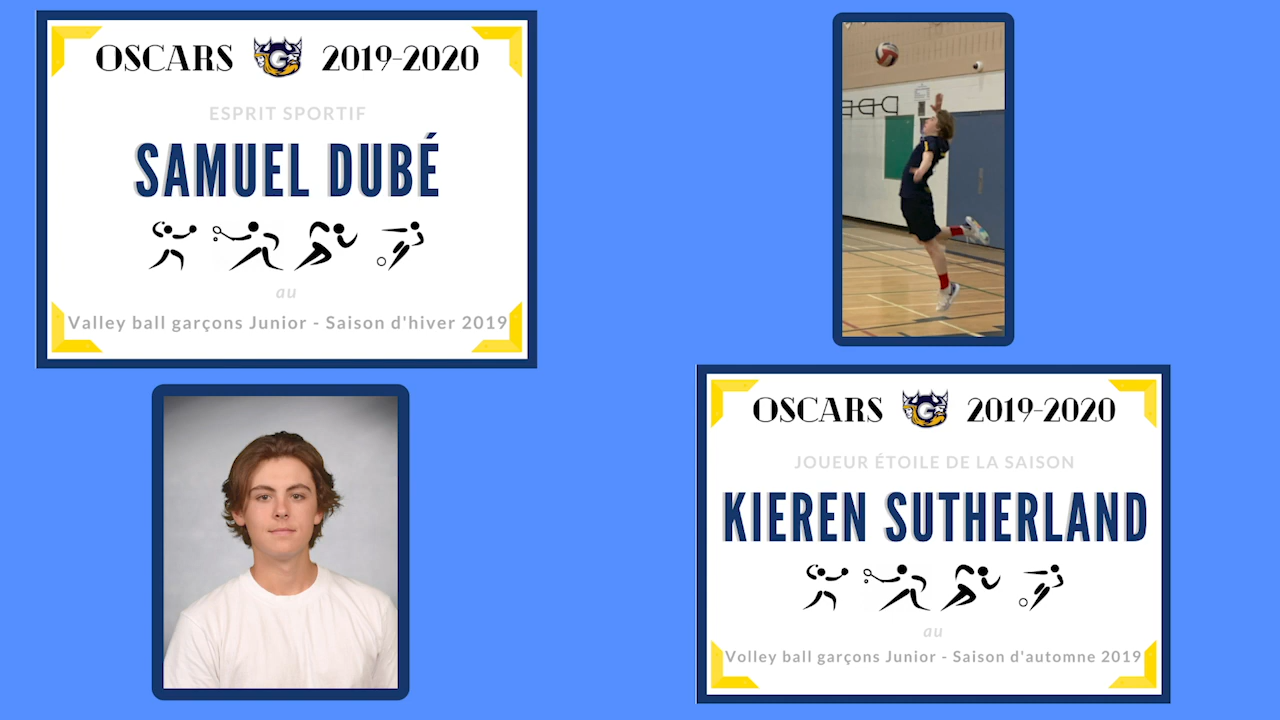 OSCARS 2019-2020
ESPRIT SPORTIF
SAMUEL DUBÉ
au
Valley ball garçons Junior - Saison d'hiver 2019
OSCARS 2019-2020
JOUEUR ÉTOILE DE LA SAISON
KIEREN SUTHERLAND
au
Volley ball garçons Junior - Saison d'automne 2019